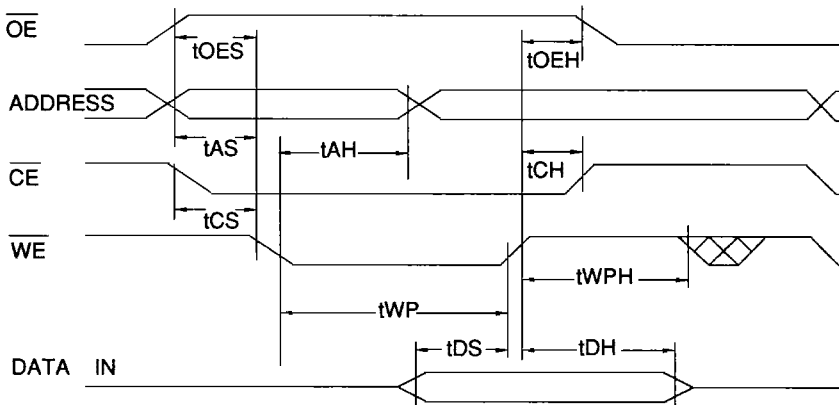 OE
tOES
tOEH
ADDRESS
tAS
tAH
tCH
CE
tCS
WE
tWPH
tWP
tDS
tDH
DATA IN